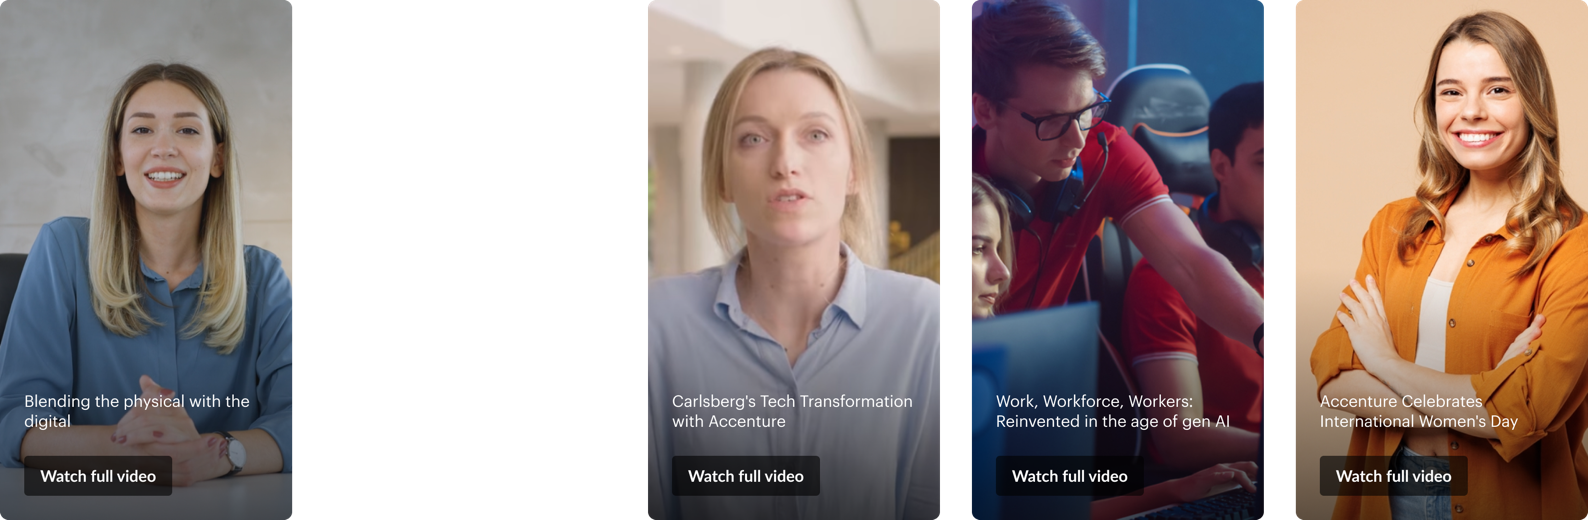 Blending the physical with the
digital
Watch full video
Carlsberg's Tech Transformation
with Accenture
Watch full video
Work, Workforce, Workers:
Reinvented in the age of gen AI
Watch full video
Accenture Celebrates
International Women's Day
Watch full video